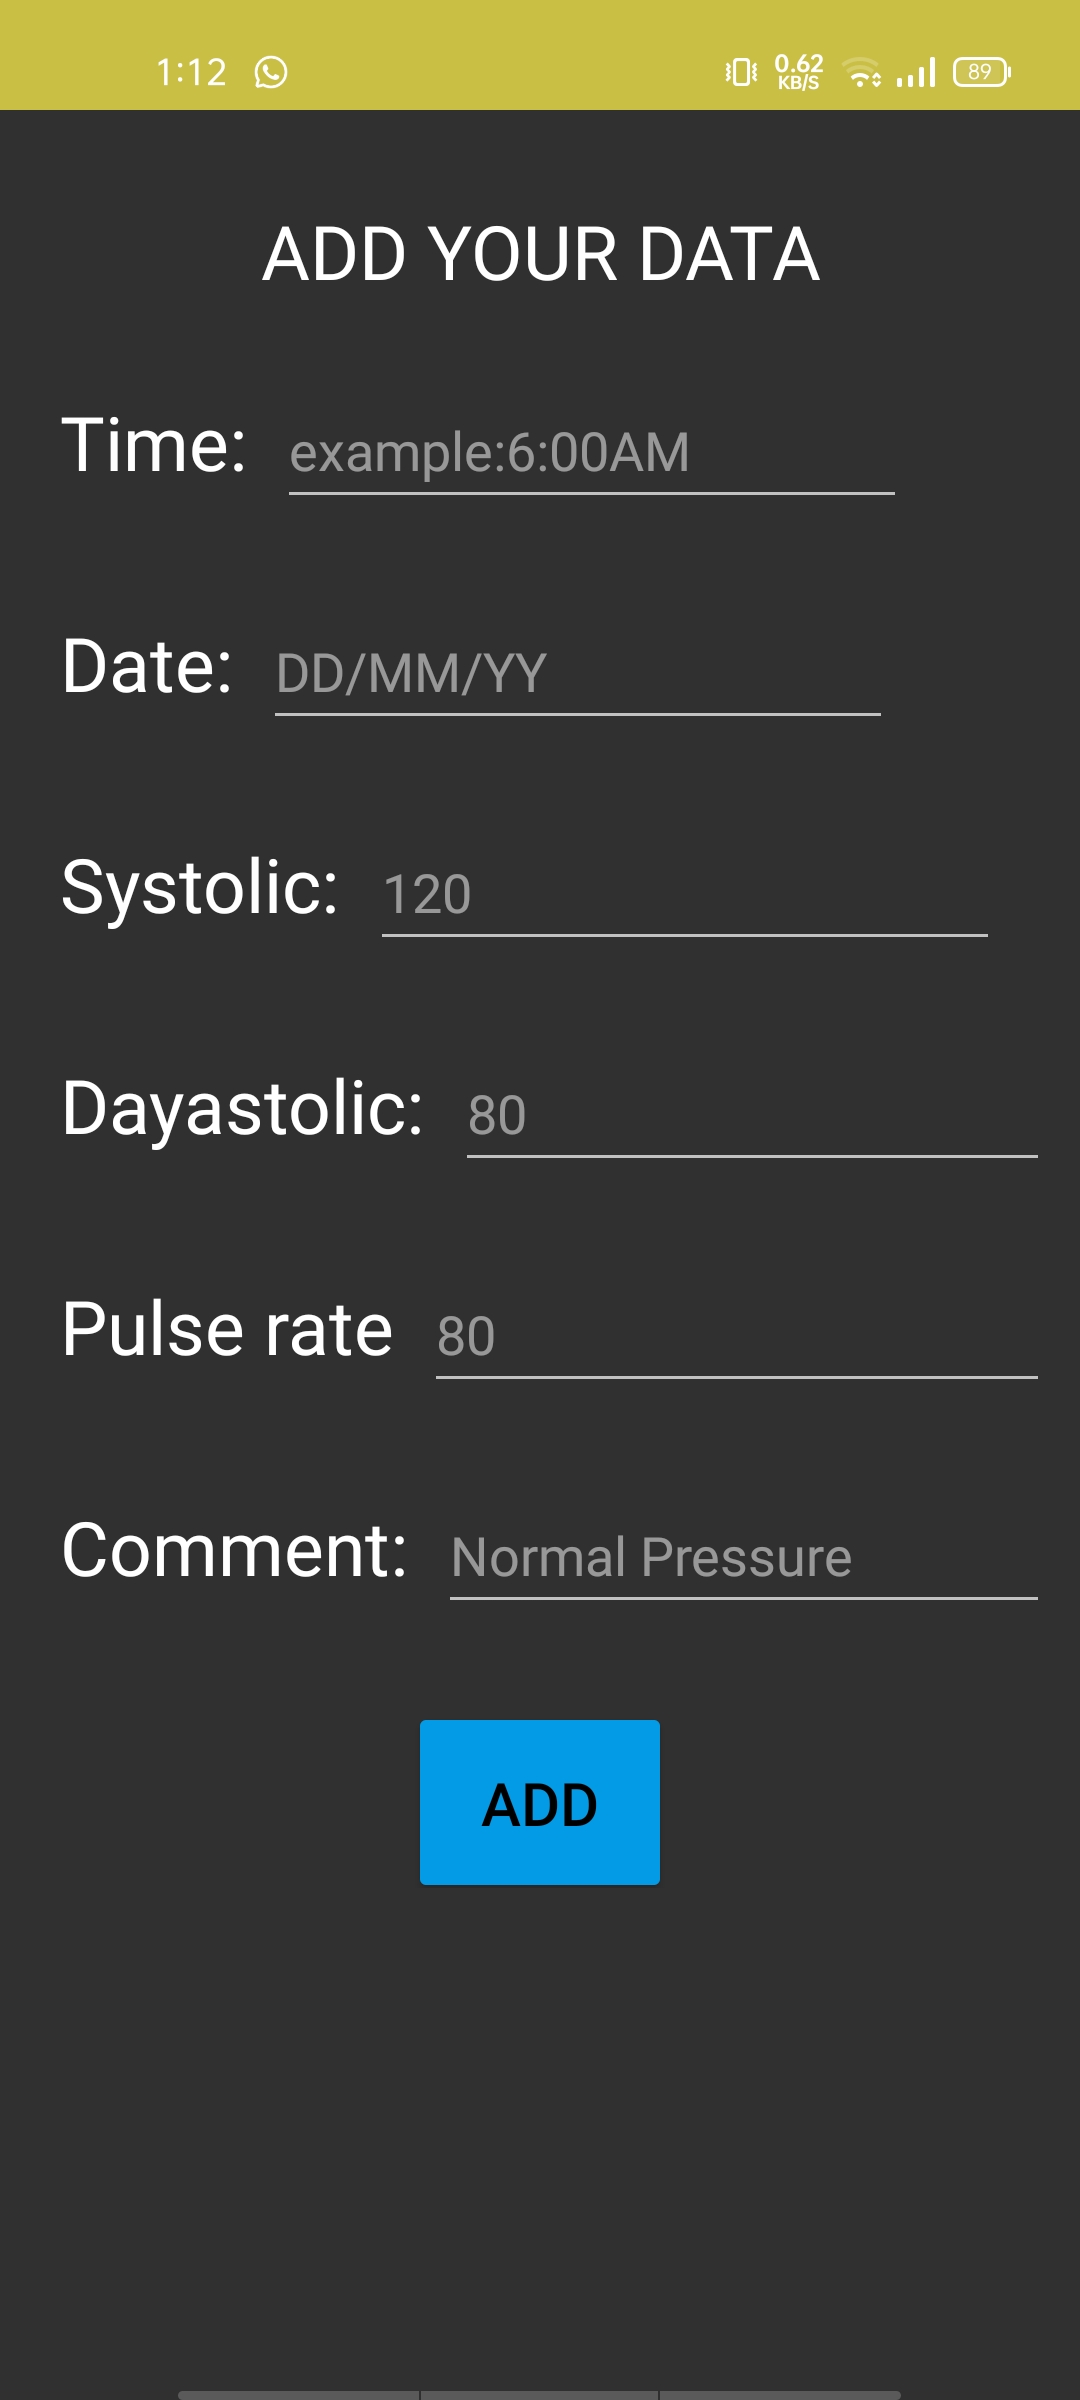 1:12 0.62 KB/S 89
ADD YOUR DATA
Time: example:6:00AM
Date: DD/MM/YY
Systolic: 120
Dayastolic: 80
Pulse rate 80
Comment: Normal Pressure
ADD